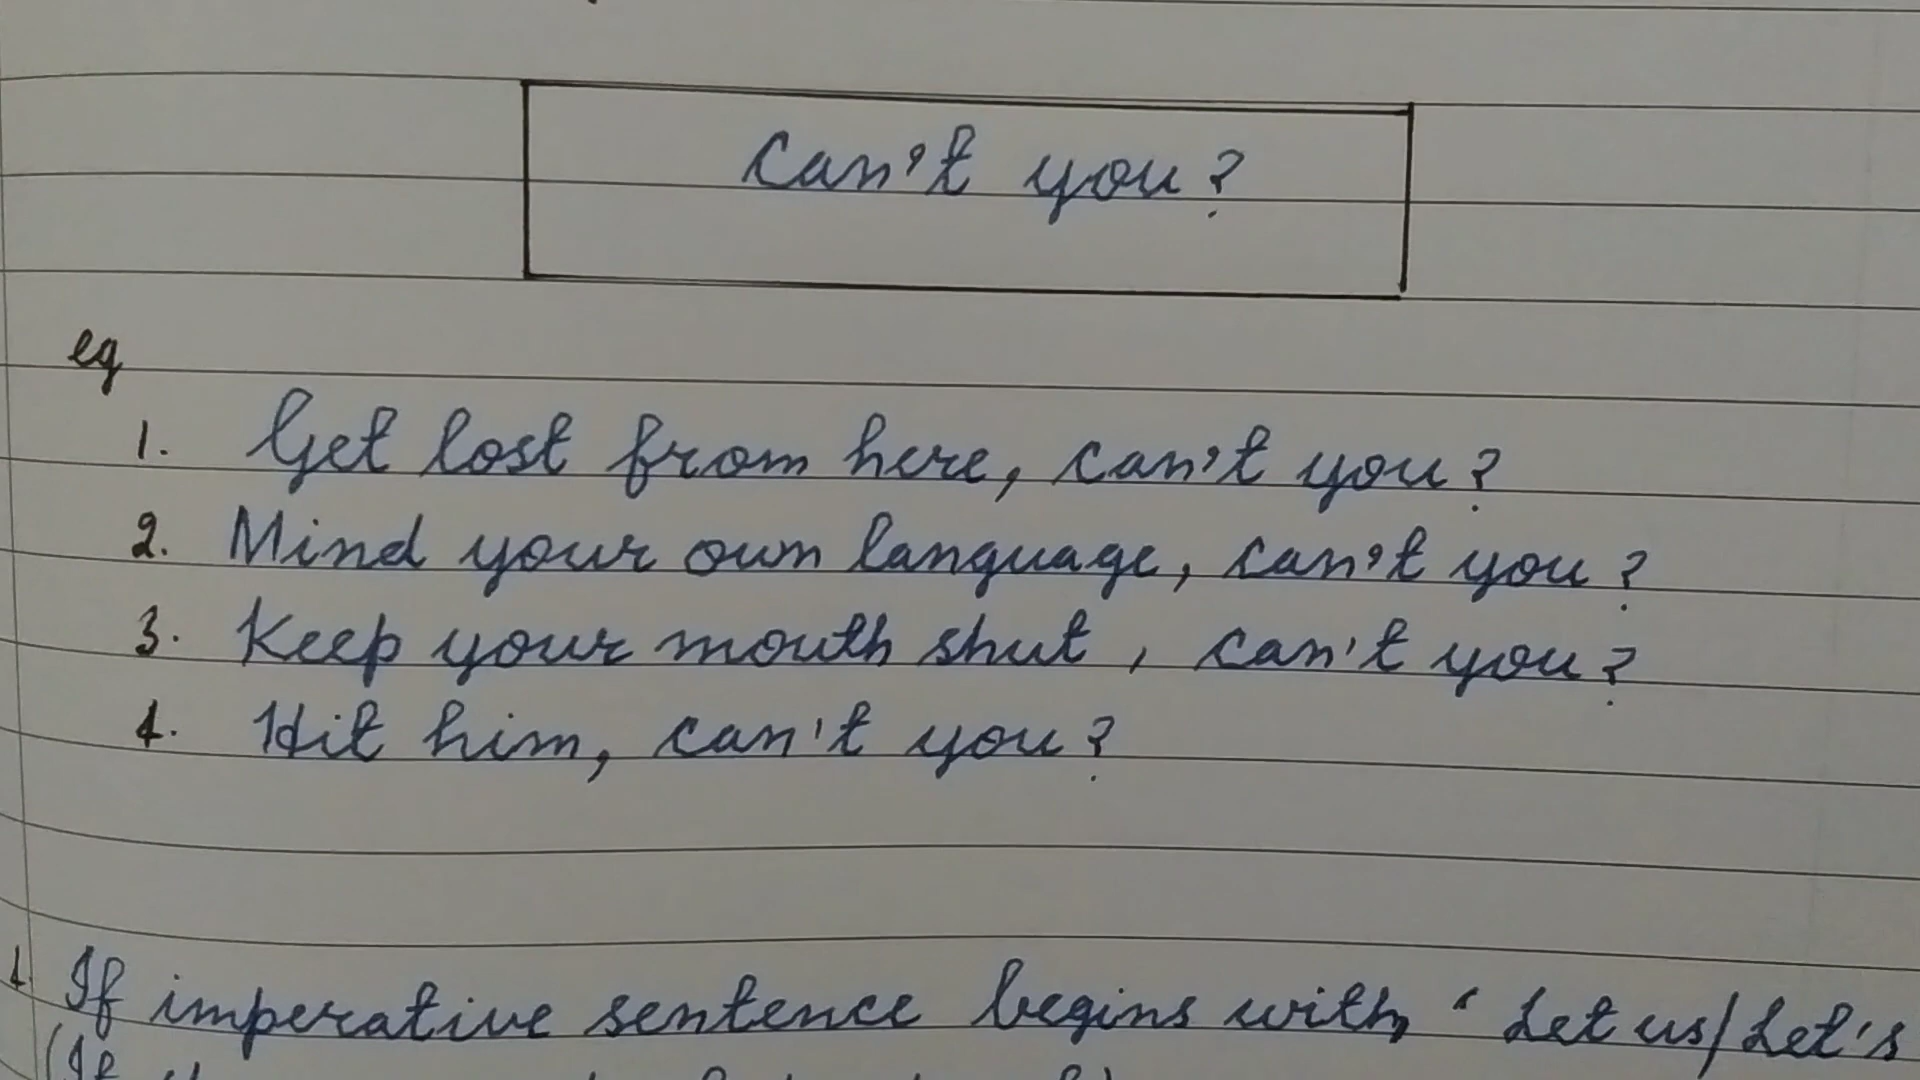 can't you?
eg
1. Get lost from here, can't you?
2. Mind your own language, can't you?
3. Keep your mouth shut, can't you?
4. Hit him, can't you?
If imperative sentence begins with, "Let us/Let's
(If